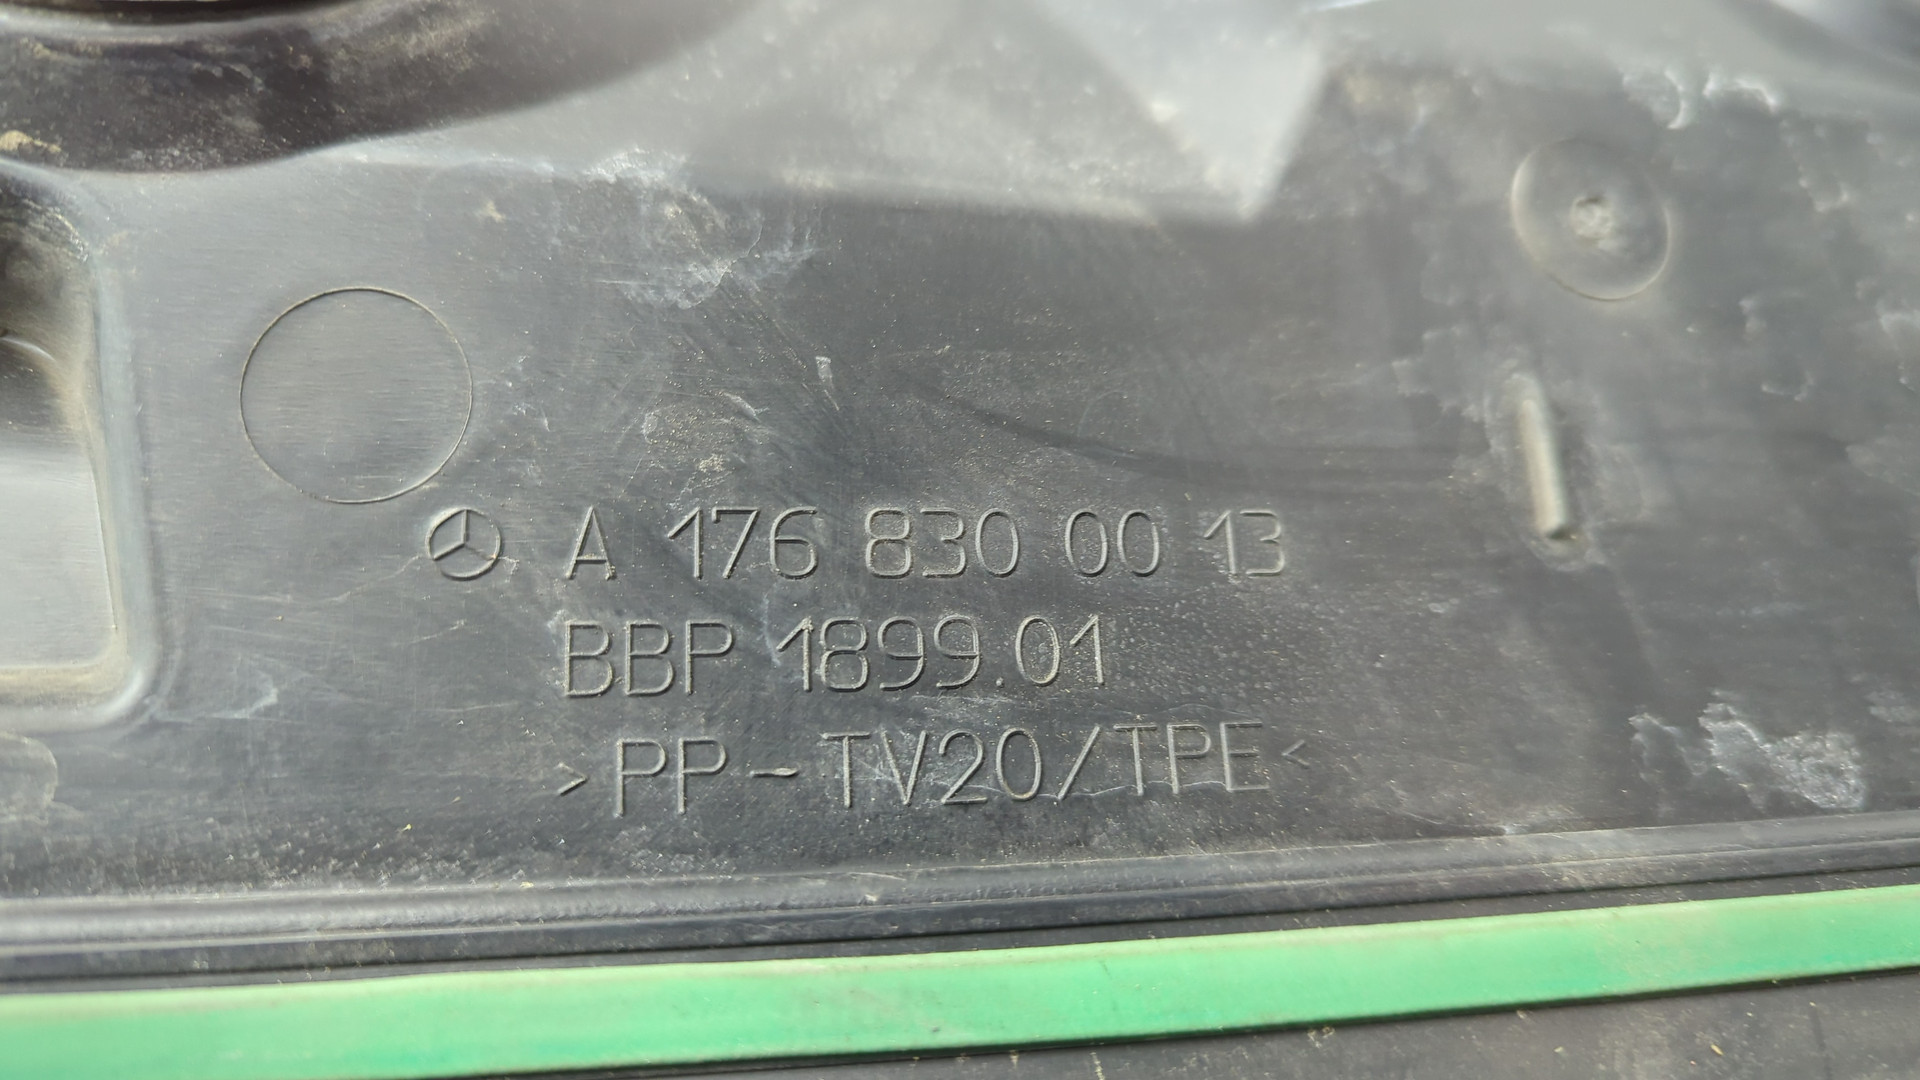 A 176 830 00 13
BBP 1899.01
>PP-TV20/TPE<